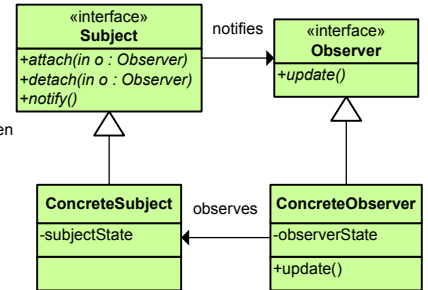 «interface»
Subject
+attach(in o : Observer)
+detach(in o : Observer)
+notify()
notifies
«interface»
Observer
+update()
en
ConcreteSubject
-subjectState
observes
ConcreteObserver
-observerState
+update()